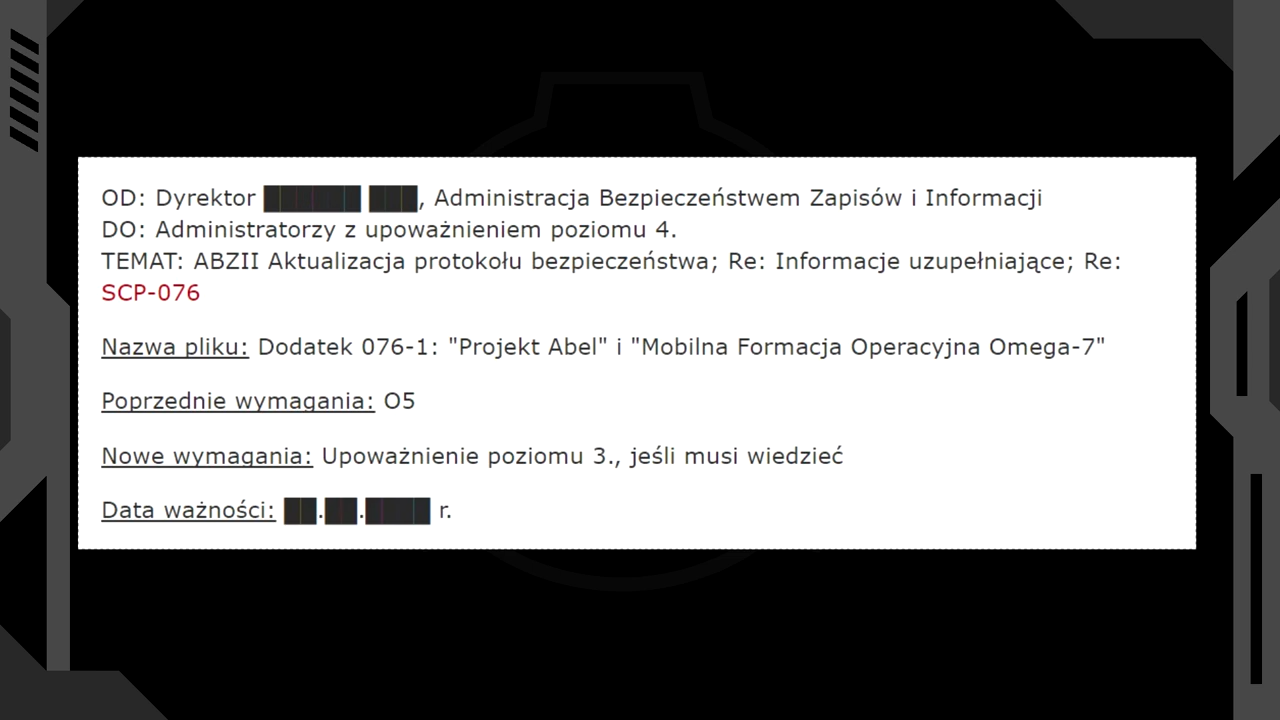 OD: Dyrektor ██████ ███, Administracja Bezpieczeństwem Zapisów i Informacji
DO: Administratorzy z upoważnieniem poziomu 4.
TEMAT: ABZII Aktualizacja protokołu bezpieczeństwa; Re: Informacje uzupełniające; Re:
SCP-076
Nazwa pliku: Dodatek 076-1: "Projekt Abel" i "Mobilna Formacja Operacyjna Omega-7"
Poprzednie wymagania: O5
Nowe wymagania: Upoważnienie poziomu 3., jeśli musi wiedzieć
Data ważności: ██.██.████ r.